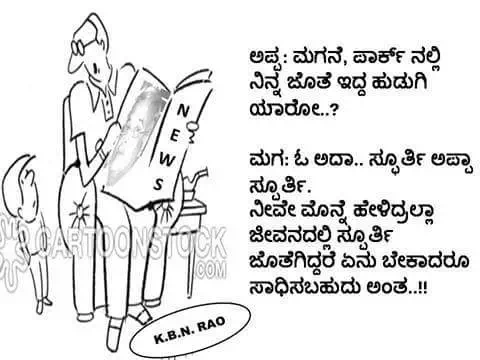 ಅಪ್ಪ: ಮಗನೆ, ಪಾರ್ಕ್ ನಲ್ಲಿ
ನಿನ್ನ ಜೊತೆ ಇದ್ದ ಹುಡುಗಿ
ಯಾರೋ..?
ಮಗ: ಓ ಅದಾ.. ಸ್ಫೂರ್ತಿ ಅಪ್ಪಾ
ಸ್ಪೂರ್ತಿ.
ನೀವೇ ಮೊನ್ನೆ ಹೇಳಿದ್ರಲ್ಲಾ
ಜೀವನದಲ್ಲಿ ಸ್ಪೂರ್ತಿ
ಜೊತೆಗಿದ್ದರೆ ಏನು ಬೇಕಾದರೂ
ಸಾಧಿಸಬಹುದು ಅಂತ..!!
NEWS
CARTOONSTOCK
.COM
K.B.N. RAO